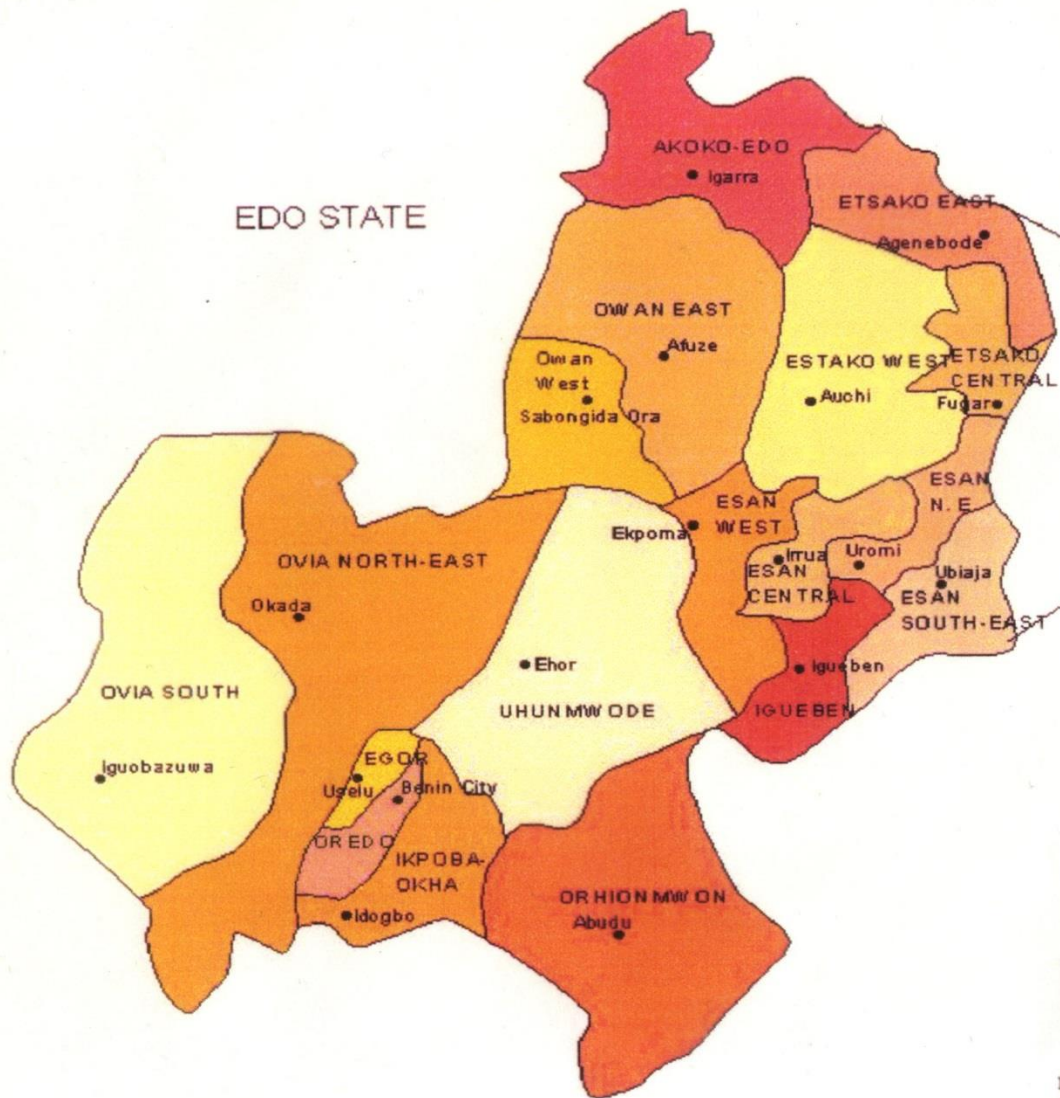 AKOKO-EDO
Igarra
EDO STATE
ETSAKO EAST
Agenebode
OWAN EAST
Afuze
Owan
West
Sabongida Ora
ESTAKO WEST
Auchi
ETSAKO
CENTRAL
Fugar
ESAN
N.E
ESAN
WEST
Ekpoma
Irrua
ESAN
CENTRAL
Uromi
Ubiaja
ESAN
SOUTH-EAST
OVIA NORTH-EAST
Okada
Ehor
UHUNMWODE
Igueben
IGUEBEN
OVIA SOUTH
Iguobazuwa
EGOR
Uselu
Benin City
OREDO
IKPOBA-
OKHA
Idogbo
ORHIONMWON
Abudu